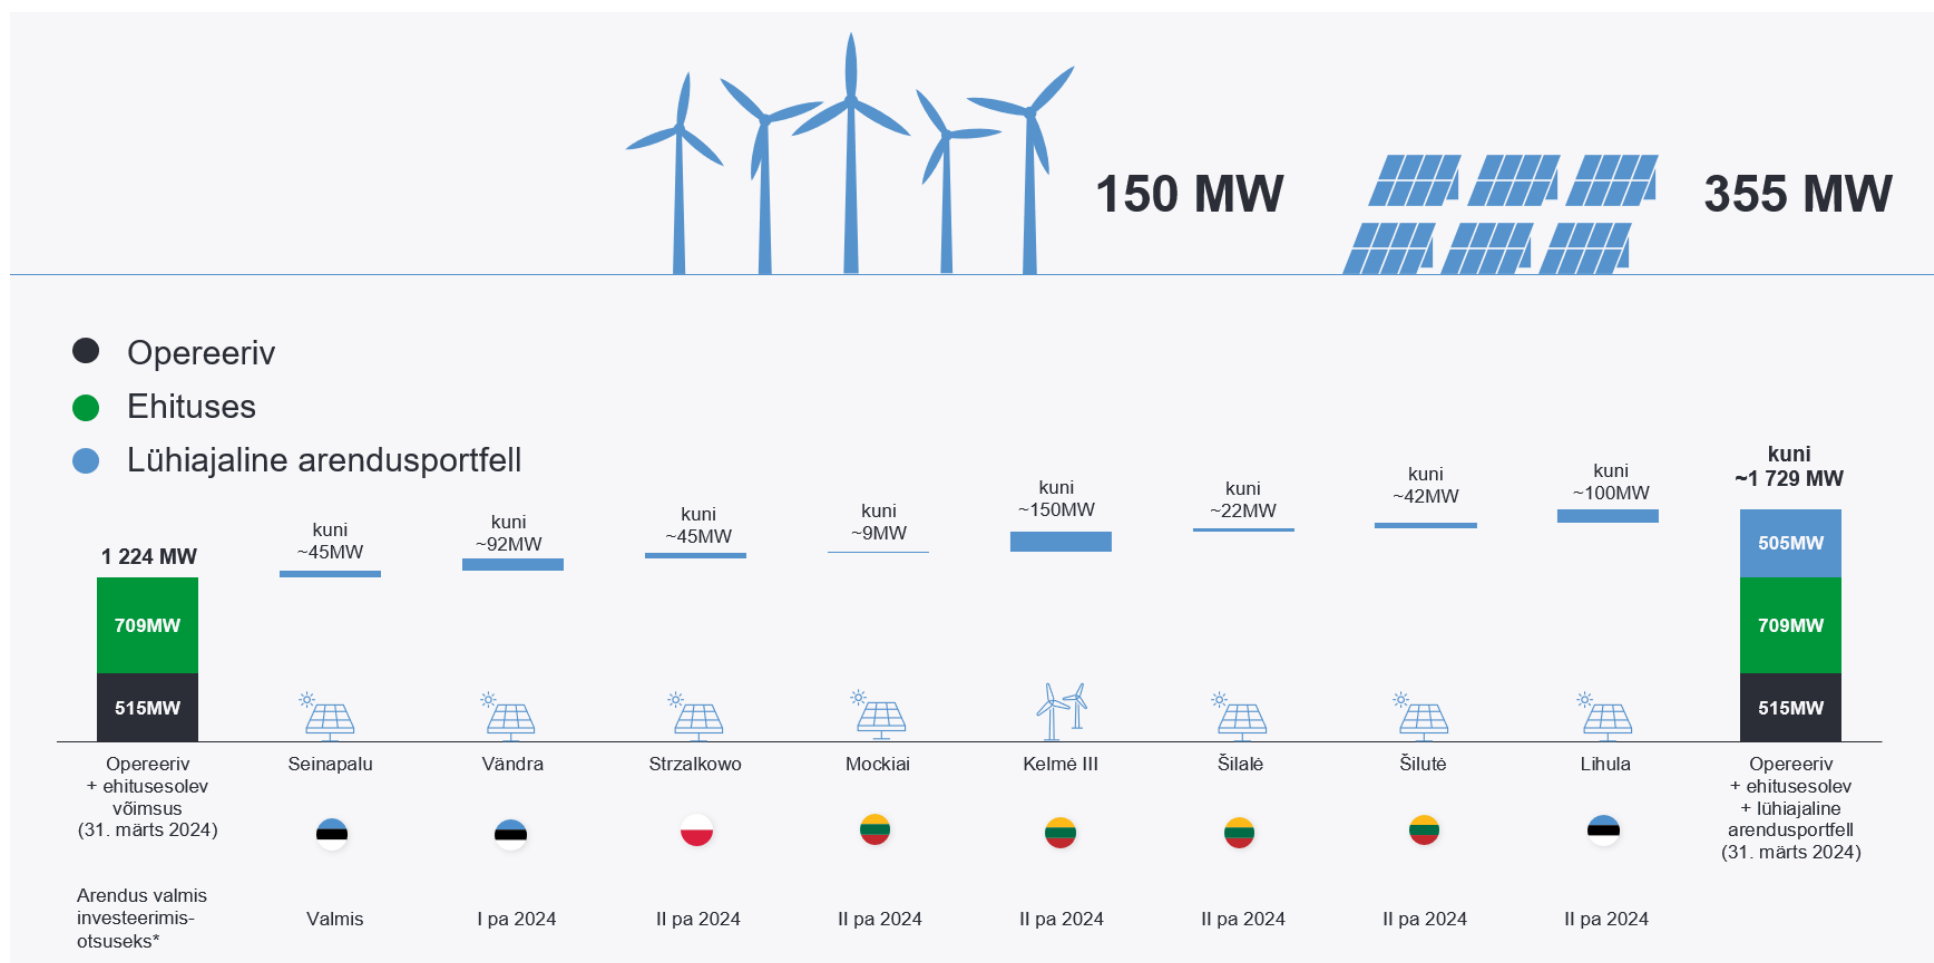 150 MW
355 MW
Opereeriv
Ehituses
Lühiajaline arendusportfell
1 224 MW
709MW
515MW
kuni
~45MW
kuni
~92MW
kuni
~45MW
kuni
~9MW
kuni
~150MW
kuni
~22MW
kuni
~42MW
kuni
~100MW
kuni
~1 729 MW
505MW
709MW
515MW
Opereeriv
+ ehitusesolev
võimsus
(31. märts 2024)
Seinapalu
Vändra
Strzalkowo
Mockiai
Kelmė III
Šilalė
Šilutė
Lihula
Opereeriv
+ ehitusesolev
+ lühiajaline
arendusportfell
(31. märts 2024)
Arendus valmis
investeerimis-
otsuseks*
Valmis
I pa 2024
II pa 2024
II pa 2024
II pa 2024
II pa 2024
II pa 2024
II pa 2024